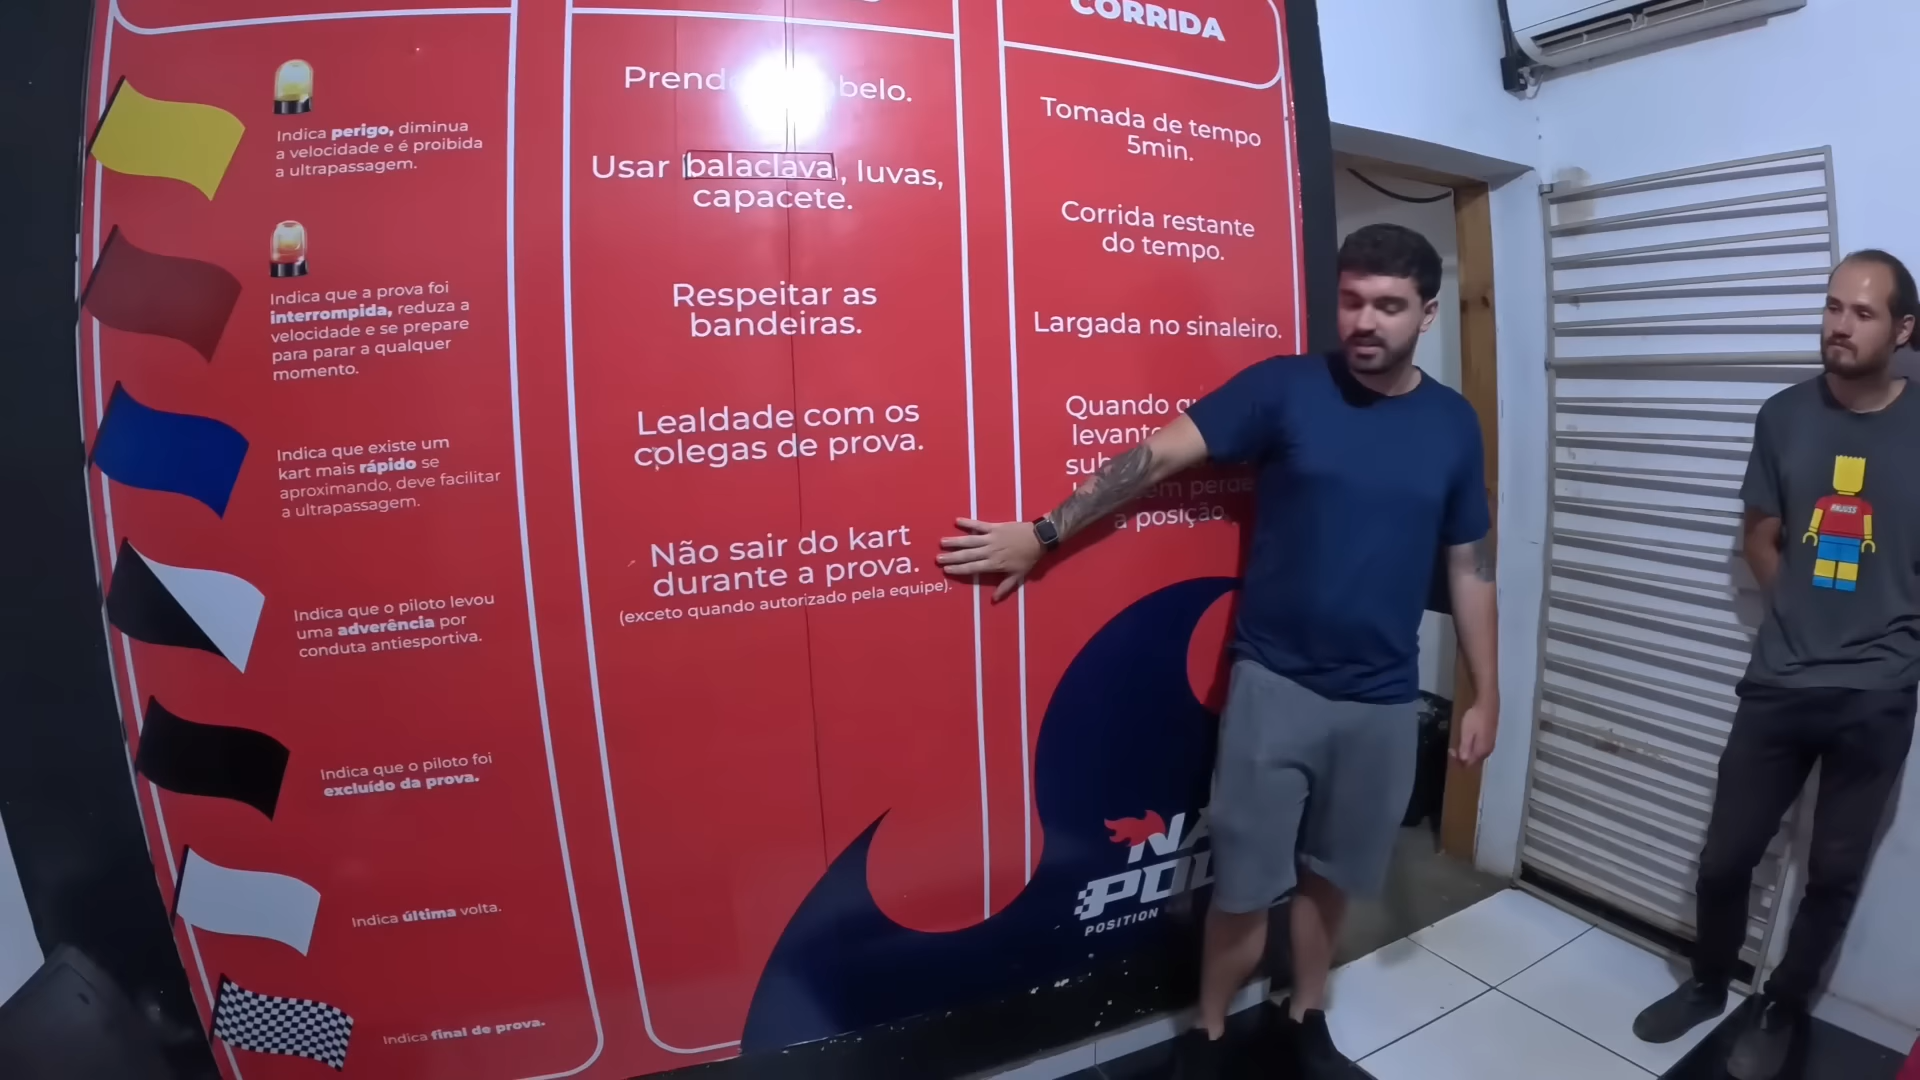 Indica perigo, diminua
a velocidade e é proibida
a ultrapassagem.
Indica que a prova foi
interrompida, reduza a
velocidade e se prepare
para parar a qualquer
momento.
Indica que existe um
kart mais rápido se
aproximando, deve facilitar
a ultrapassagem.
Indica que o piloto levou
uma adverência por
conduta antiesportiva.
Indica que o piloto foi
excluído da prova.
Indica última volta.
Indica final de prova.
belo.
Usar balaclava, luvas,
capacete.
Respeitar as
bandeiras.
Lealdade com os
colegas de prova.
Não sair do kart
durante a prova.
(exceto quando autorizado pela equipe).
CORRIDA
Tomada de tempo
5min.
Corrida restante
do tempo.
Largada no sinaleiro.
Quando
a posição.
POSITION